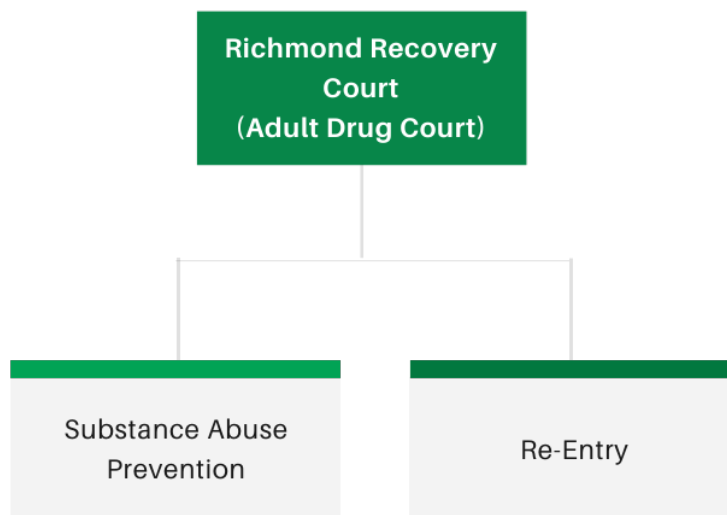 Richmond Recovery
Court
(Adult Drug Court)
Substance Abuse
Prevention
Re-Entry